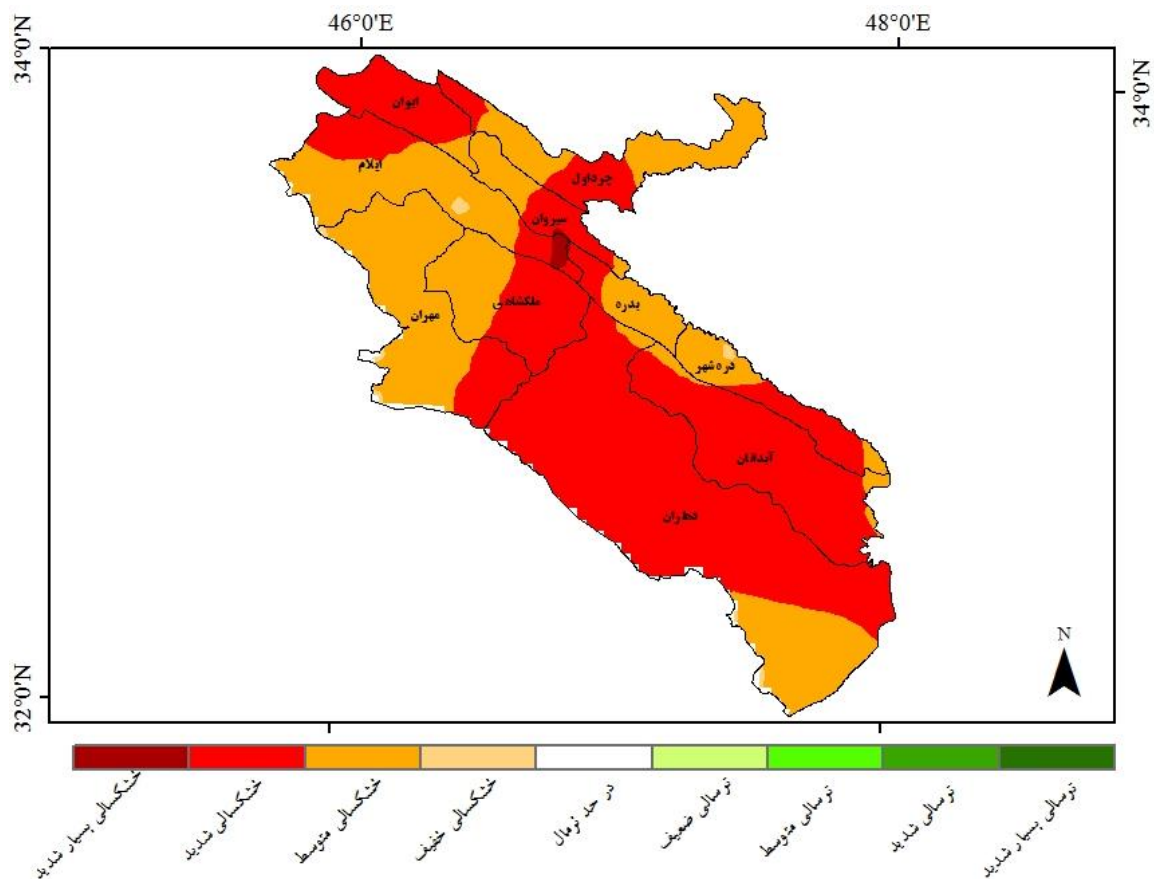 46°0'E 48°0'E
34°0'N 34°0'N
ایوان
ایلام
چرداول
سیروان
ملکشاهی
بدره
مهران
دره شهر
آبدانان
دهلران
N
32°0'N
خشکسالی بسیار شدید
خشکسالی شدید
خشکسالی متوسط
خشکسالی خفیف
در حد نرمال
ترسالی ضعیف
ترسالی متوسط
ترسالی شدید
ترسالی بسیار شدید